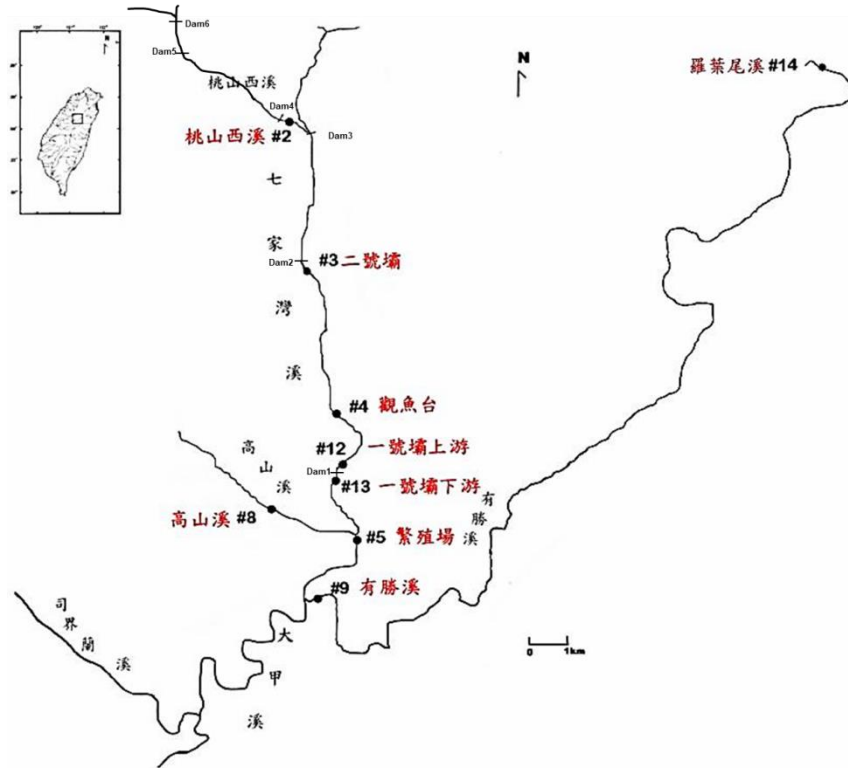 Dam6
Dam5
桃山西溪
Dam4
桃山西溪 #2
Dam3
N
N
羅葉尾溪 #14
七家灣溪
Dam2
#3 二號壩
#4 觀魚台
#12 一號壩上游
Dam1
#13 一號壩下游
高山溪
高山溪 #8
#5 繁殖場
有勝溪
#9 有勝溪
司界蘭溪
大甲溪
0 1km